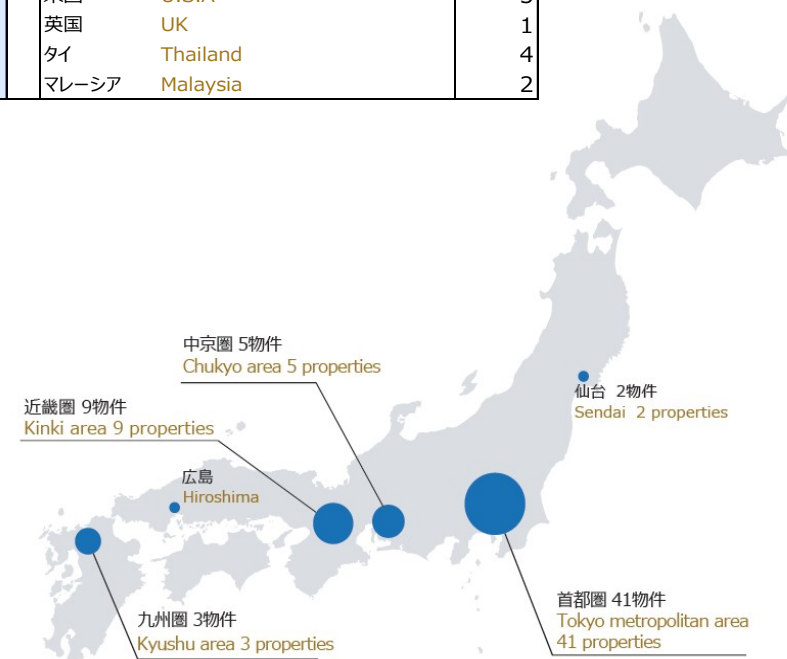 英国 UK 1
タイ Thailand 4
マレーシア Malaysia 2
中京圏 5物件
Chukyo area 5 properties
仙台 2物件
Sendai 2 properties
近畿圏 9物件
Kinki area 9 properties
広島
Hiroshima
首都圏 41物件
Tokyo metropolitan area
41 properties
九州圏 3物件
Kyushu area 3 properties